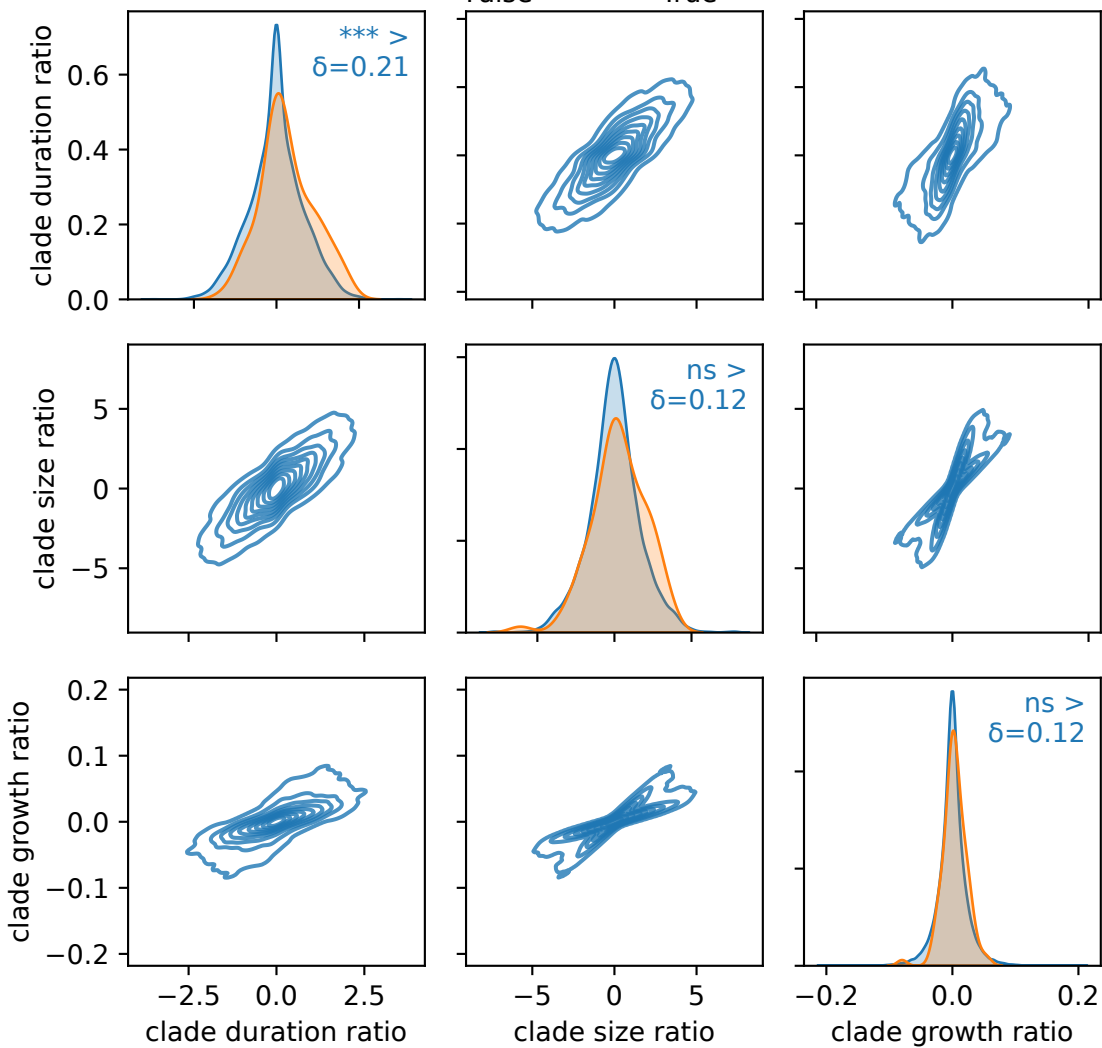 False True
clade duration ratio
0.6
0.4
0.2
0.0
*** >
δ=0.21
clade size ratio
5
0
−5
ns >
δ=0.12
clade growth ratio
0.2
0.1
0.0
−0.1
−0.2
ns >
δ=0.12
−2.5 0.0 2.5
−5 0 5
−0.2 0.0 0.2
clade duration ratio
clade size ratio
clade growth ratio